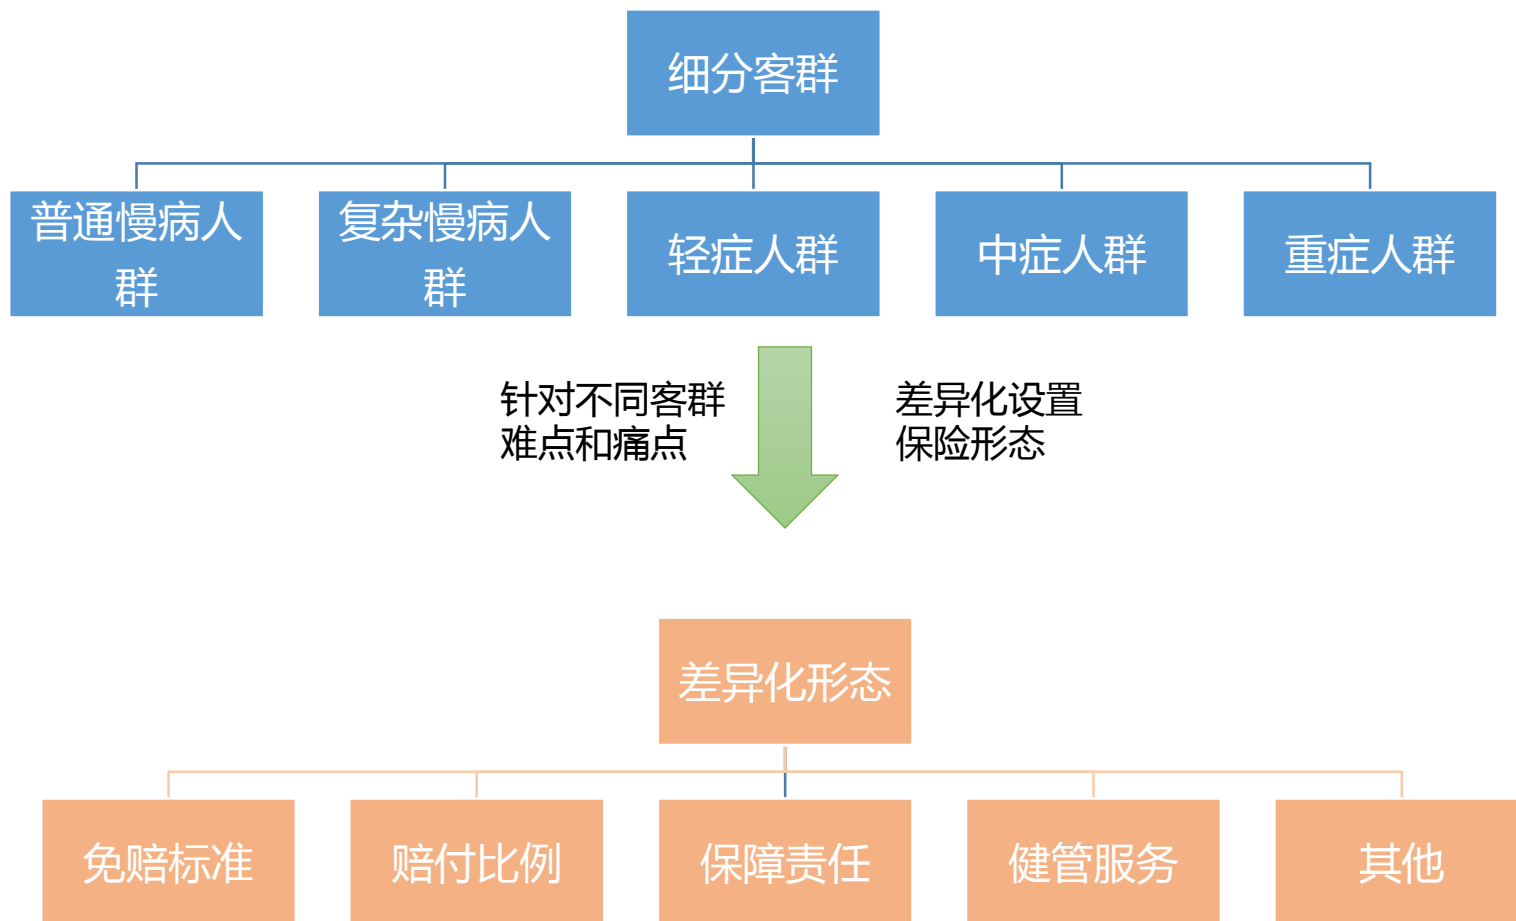 细分客群
普通慢病人
群
复杂慢病人
群
轻症人群
中症人群
重症人群
针对不同客群
难点和痛点
差异化设置
保险形态
差异化形态
免赔标准
赔付比例
保障责任
健管服务
其他